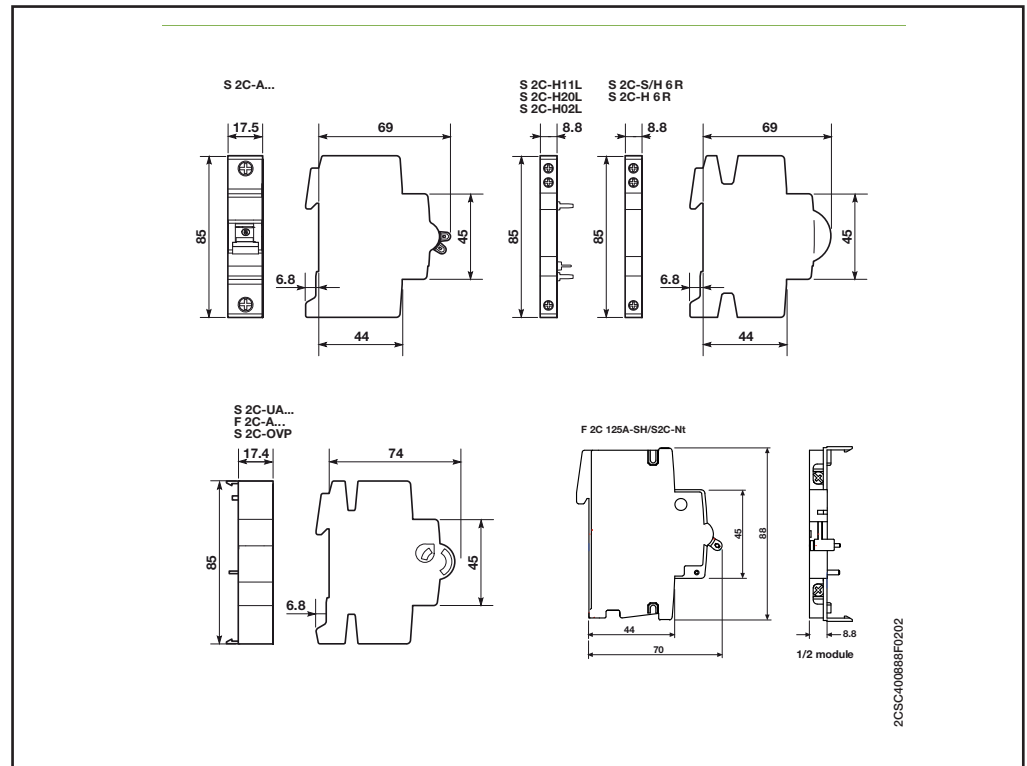 S 2C-A...
17.5
69
85
45
6.8
44
S 2C-H11L
S 2C-H20L
S 2C-H02L
8.8
85
S 2C-S/H 6R
S 2C-H 6R
8.8
85
69
45
6.8
44
S 2C-UA...
F 2C-A...
S 2C-OVP
17.4
85
74
45
6.8
F 2C 125A-SH/S2C-Nt
45
88
44
70
8.8
1/2 module
2CSC400888F0202